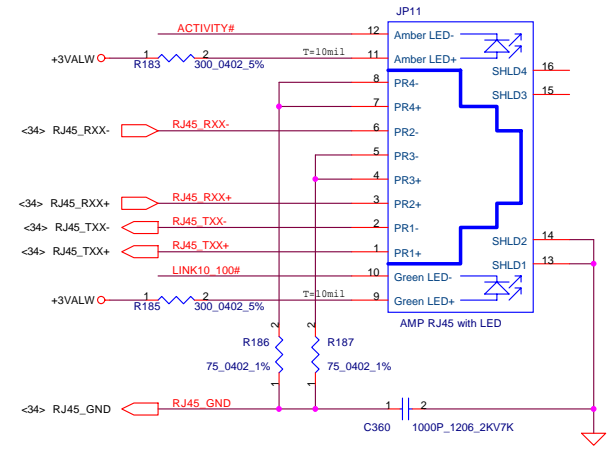 JP11
ACTIVITY#
12 Amber LED-
+3VALW 1 2 T=10mil 11 Amber LED+
R183 300_0402_5%
8 PR4-
SHLD4 16
7 PR4+
SHLD3 15
<34> RJ45_RXX- RJ45_RXX- 6 PR2-
5 PR3-
4 PR3+
<34> RJ45_RXX+ RJ45_RXX+ 3 PR2+
<34> RJ45_TXX- RJ45_TXX- 2 PR1-
SHLD2 14
<34> RJ45_TXX+ RJ45_TXX+ 1 PR1+
SHLD1 13
LINK10_100# 10 Green LED-
+3VALW 1 2 T=10mil 9 Green LED+
R185 300_0402_5%
AMP RJ45 with LED
2 2
R186 R187
75_0402_1% 75_0402_1%
1 1
<34> RJ45_GND RJ45_GND 1 2
C360 1000P_1206_2KV7K